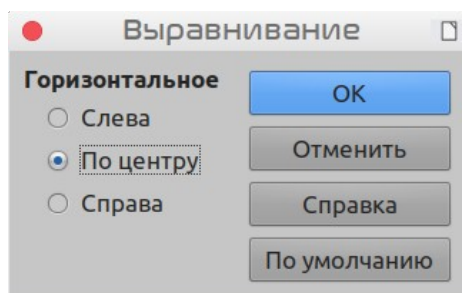 Выравнивание
Горизонтальное
Слева
По центру
Справа
OK
Отменить
Справка
По умолчанию